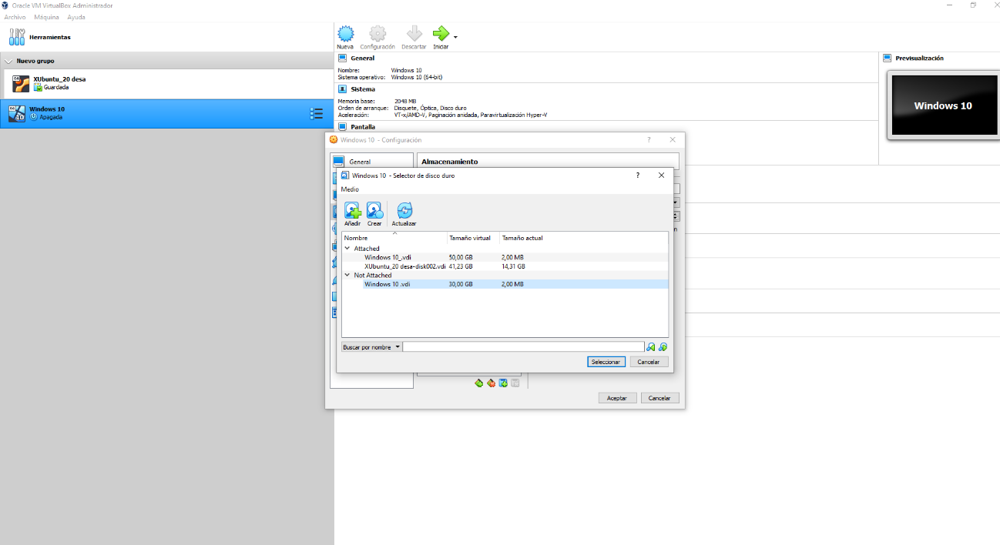 Oracle VM VirtualBox Administrador
Archivo Máquina Ayuda
Herramientas
Nueva Configuración Descartar Iniciar
Nuevo grupo
64
XUbuntu_20 desa
Guardada
64
10
Windows 10
Apagada
General
Nombre: Windows 10
Sistema operativo: Windows 10 (64-bit)
Sistema
Memoria base: 2048 MB
Orden de arranque: Disquete, Óptica, Disco duro
Aceleración: VT-x/AMD-V, Paginación anidada, Paravirtualización Hyper-V
Pantalla
Previsualización
Windows 10
Windows 10 - Configuración ?
General
Almacenamiento
Windows 10 - Selector de disco duro ?
Medio
Añadir Crear Actualizar
Nombre Tamaño virtual Tamaño actual
Attached
Windows 10_.vdi 50,00 GB 2,00 MB
XUbuntu_20 desa-disk002.vdi 41,23 GB 14,31 GB
Not Attached
Windows 10 .vdi 30,00 GB 2,00 MB
Buscar por nombre
Seleccionar Cancelar
n
Aceptar Cancelar